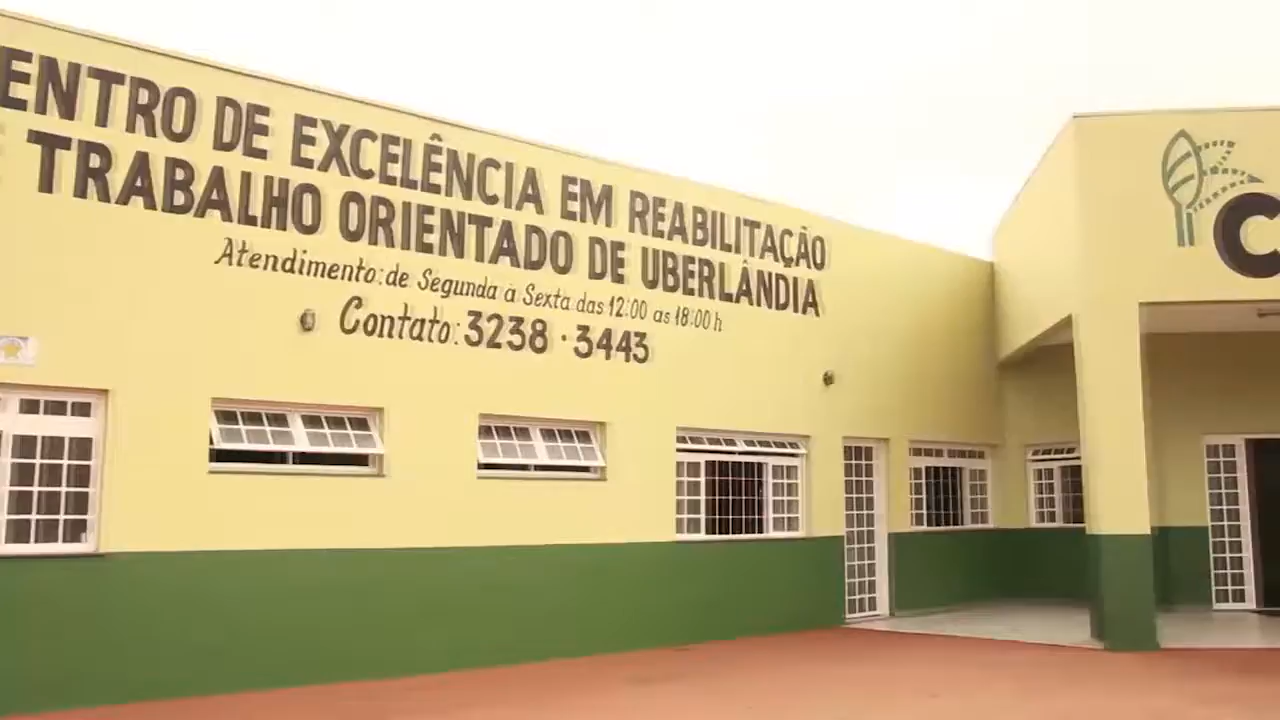 ENTRO DE EXCELÊNCIA EM REABILITAÇÃO
E TRABALHO ORIENTADO DE UBERLÂNDIA
Atendimento: de Segunda à Sexta das 12:00 as 18:00 h
Contato: 3238 · 3443
C